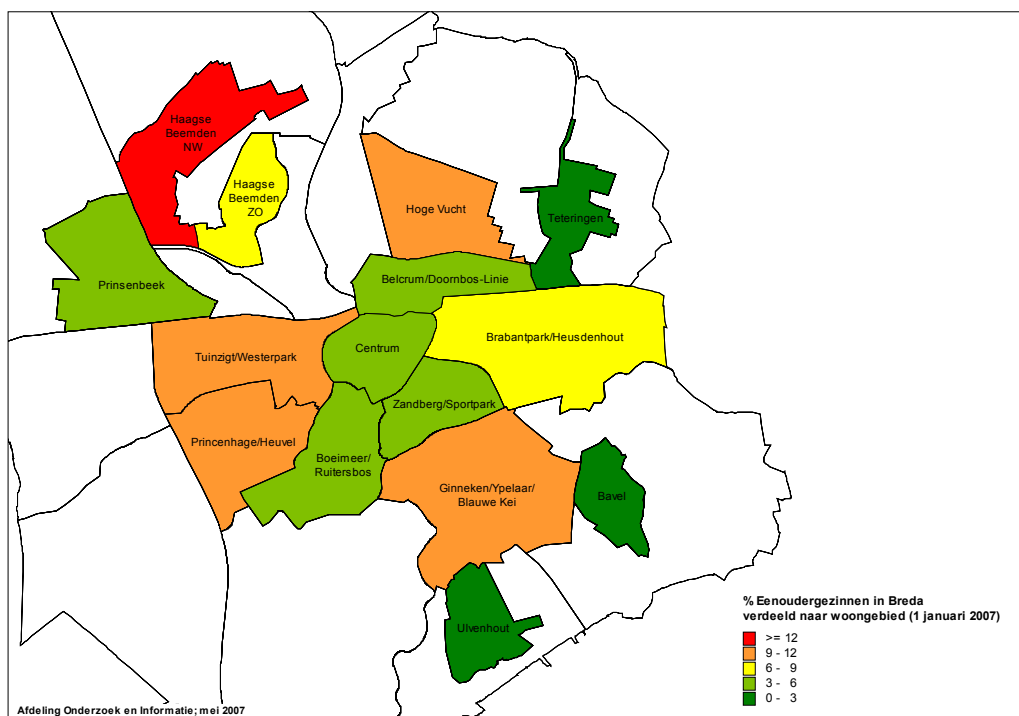 Haagse
Beemden
NW
Haagse
Beemden
ZO
Hoge Vucht
Teteringen
Prinsenbeek
Belcrum/Doornbos-Linie
Brabantpark/Heusdenhout
Centrum
Tuinzigt/Westerpark
Zandberg/Sportpark
Princenhage/Heuvel
Boeimeer/
Ruitersbos
Ginneken/Ypelaar/
Blauwe Kei
Bavel
Ulvenhout
% Eenoudergezinnen in Breda
verdeeld naar woongebied (1 januari 2007)
>= 12
9 - 12
6 - 9
3 - 6
0 - 3
Afdeling Onderzoek en Informatie; mei 2007